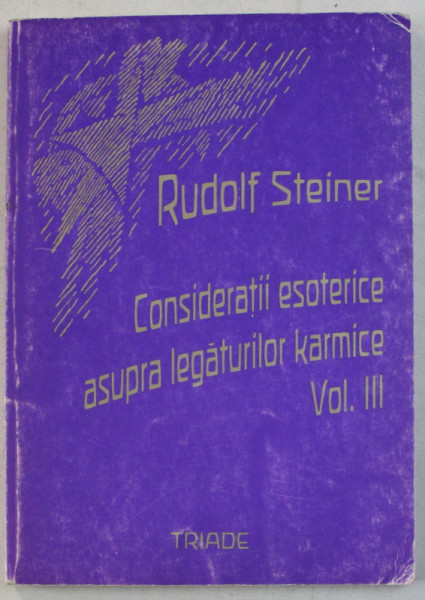 Rudolf Steiner
Considerații esoterice
asupra legăturilor karmice
Vol. III
TRIADE